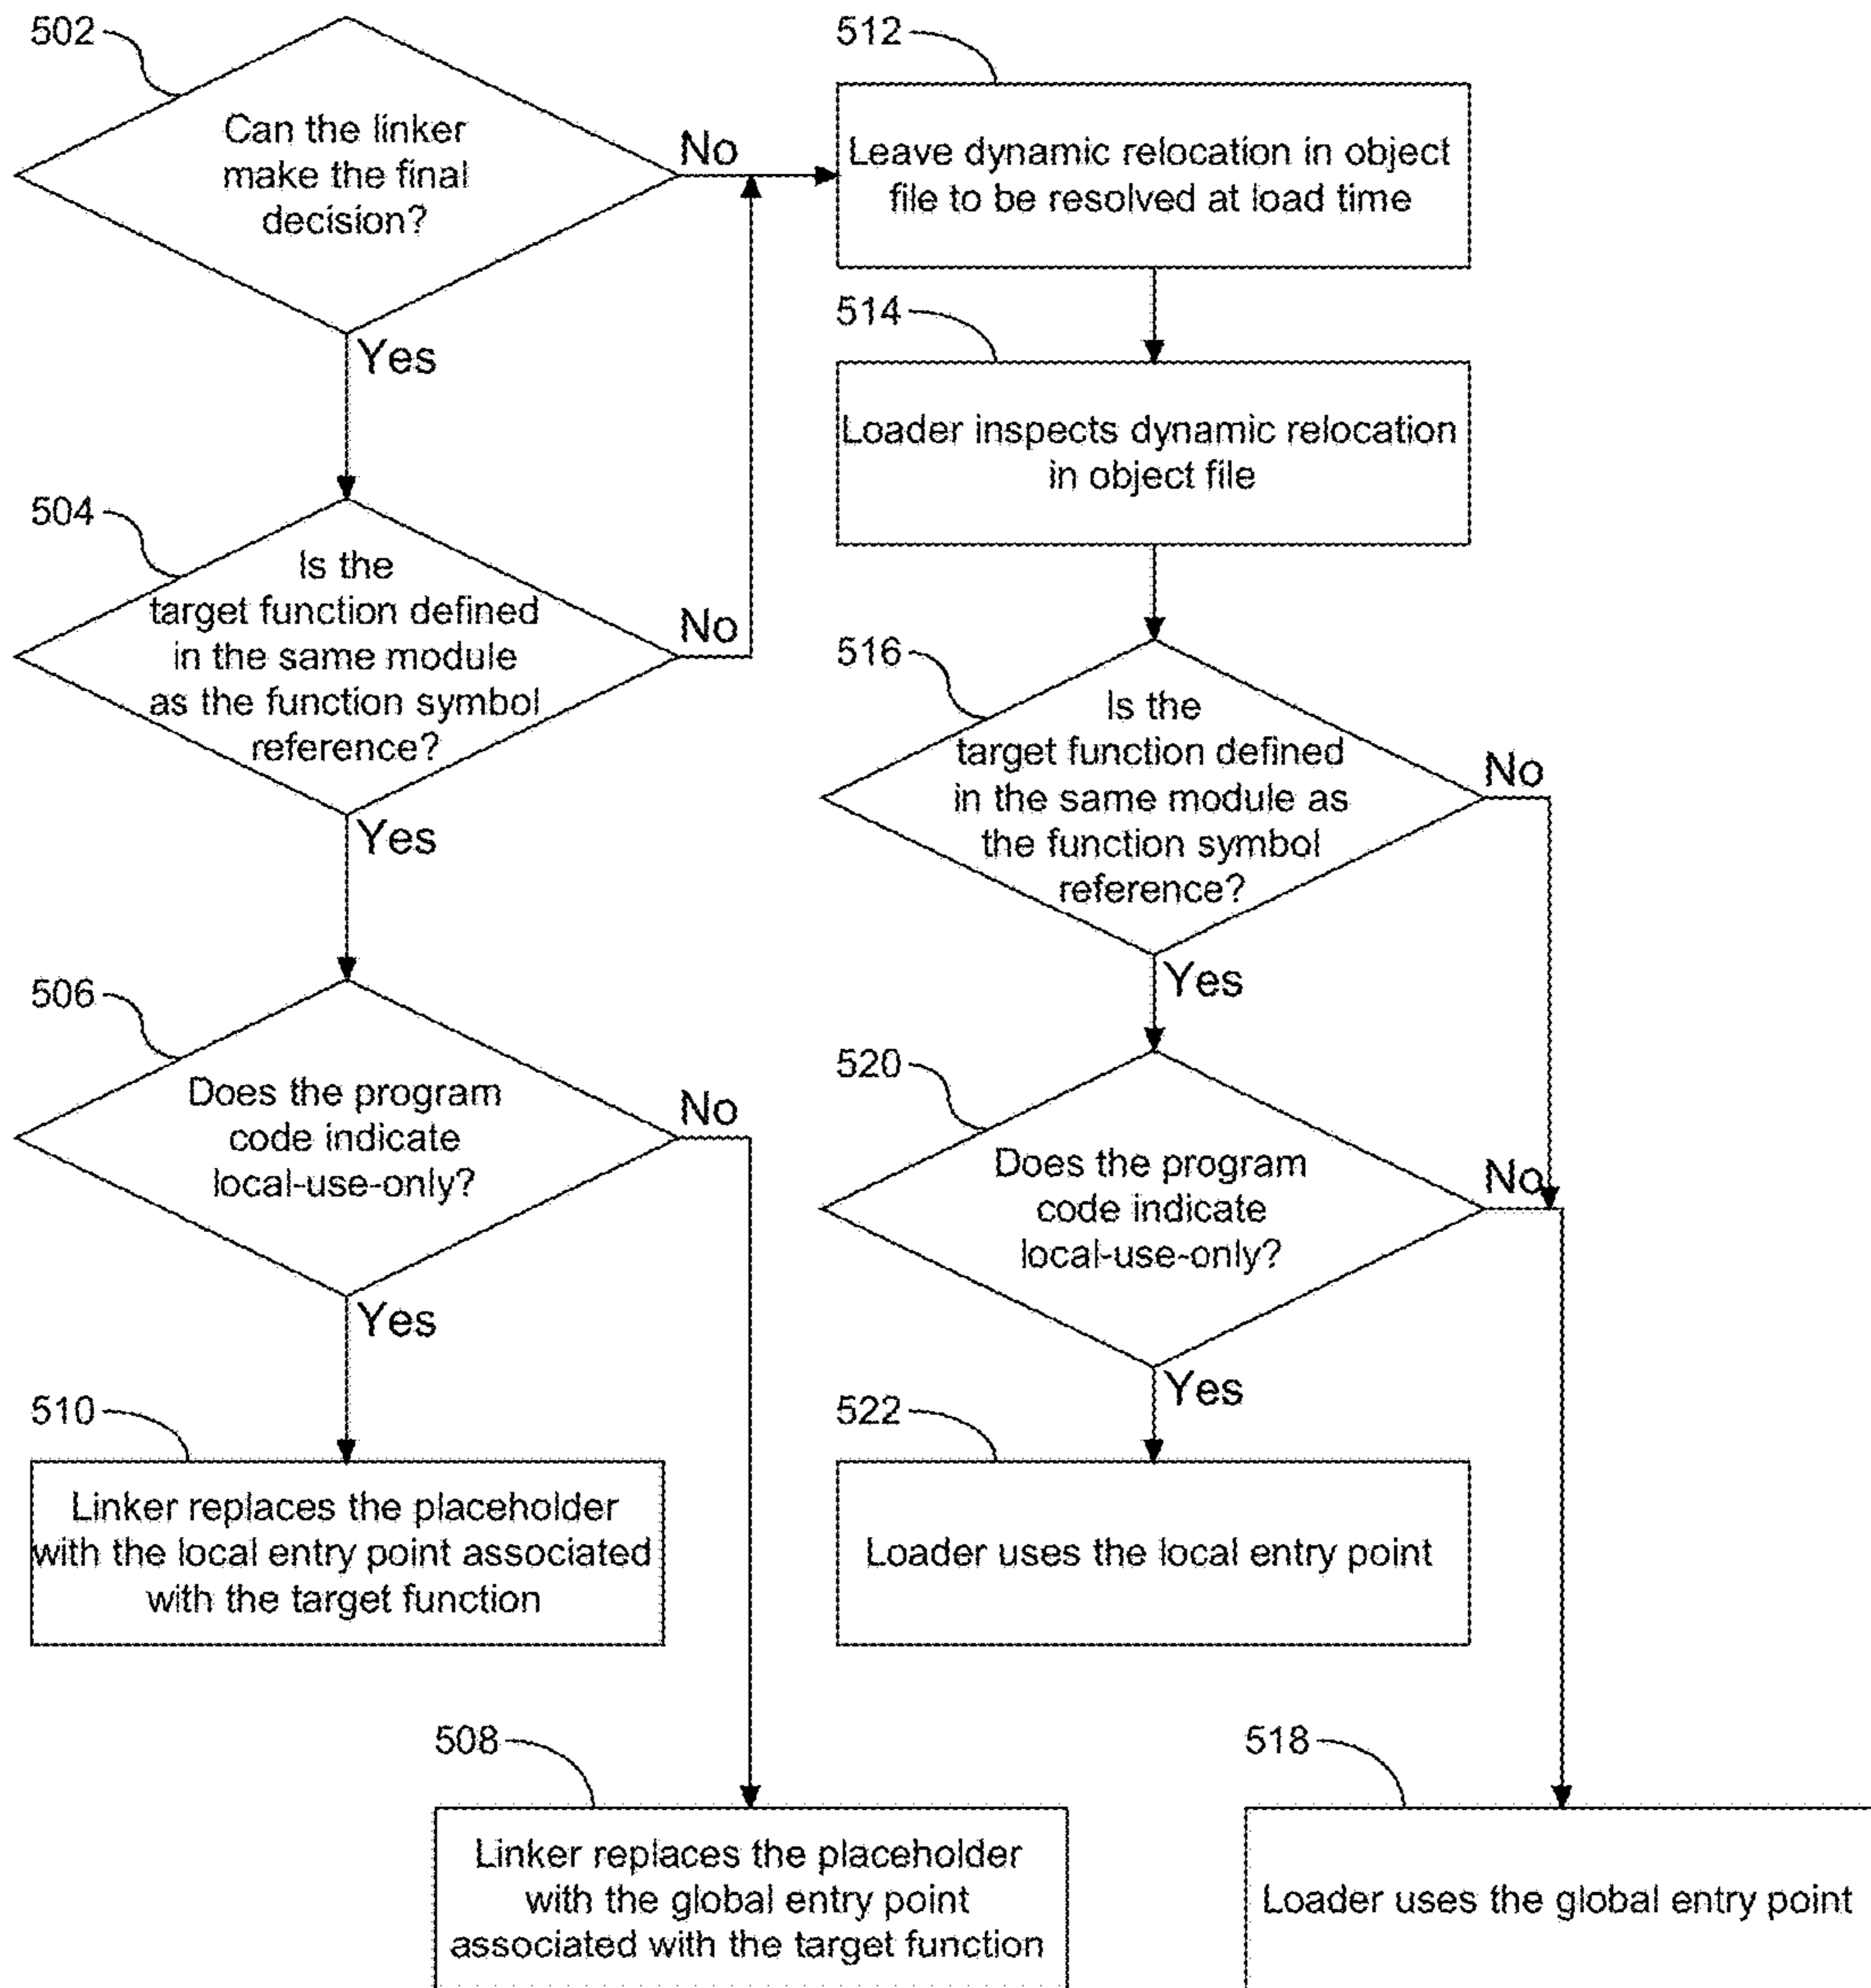 502
Can the linker
make the final
decision?
No
Yes
504
Is the
target function defined
in the same module
as the function symbol
reference?
No
Yes
506
Does the program
code indicate
local-use-only?
No
Yes
510
Linker replaces the placeholder
with the local entry point associated
with the target function
508
Linker replaces the placeholder
with the global entry point
associated with the target function
512
Leave dynamic relocation in object
file to be resolved at load time
514
Loader inspects dynamic relocation
in object file
516
Is the
target function defined
in the same module as
the function symbol
reference?
No
Yes
520
Does the program
code indicate
local-use-only?
No
Yes
522
Loader uses the local entry point
518
Loader uses the global entry point